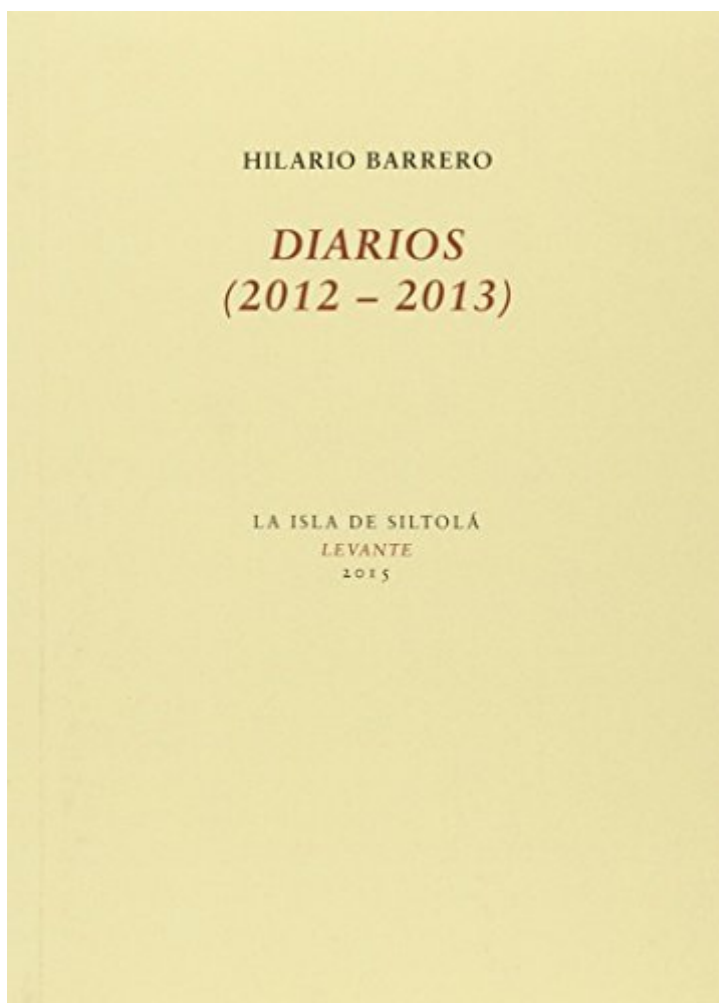 HILARIO BARRERO
DIARIOS
(2012 – 2013)
LA ISLA DE SILTOLÁ
LEVANTE
2015